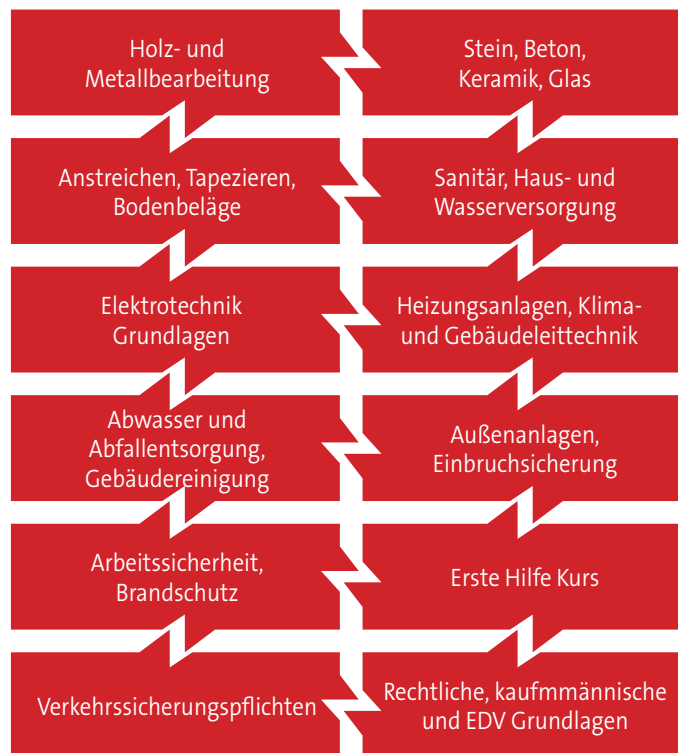 Holz- und
Metallbearbeitung
Stein, Beton,
Keramik, Glas
Anstreichen, Tapezieren,
Bodenbeläge
Sanitär, Haus- und
Wasserversorgung
Elektrotechnik
Grundlagen
Heizungsanlagen, Klima-
und Gebäudeleittechnik
Abwasser und
Abfallentsorgung,
Gebäudereinigung
Außenanlagen,
Einbruchsicherung
Arbeitssicherheit,
Brandschutz
Erste Hilfe Kurs
Verkehrssicherungspflichten
Rechtliche, kaufmmännische
und EDV Grundlagen